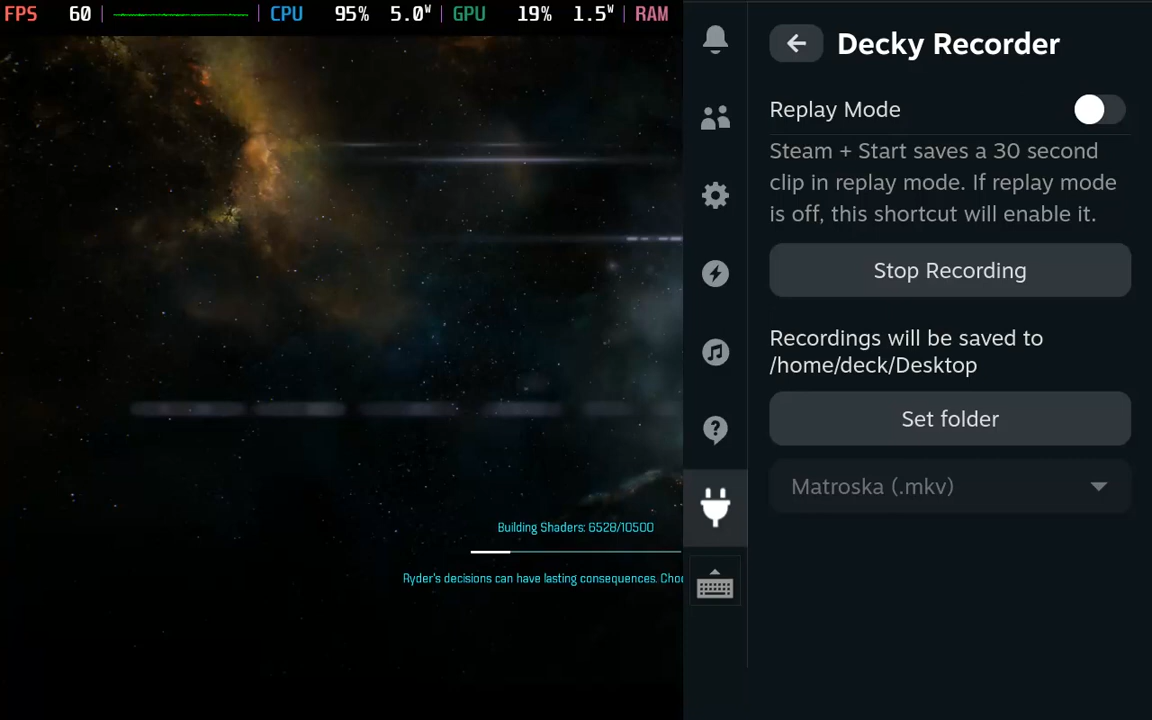 FPS 60 CPU 95% 5.0W GPU 19% 1.5W RAM
Building Shaders: 6528/10500
Ryder's decisions can have lasting consequences. Choo
Decky Recorder
Replay Mode
Steam + Start saves a 30 second
clip in replay mode. If replay mode
is off, this shortcut will enable it.
Stop Recording
Recordings will be saved to
/home/deck/Desktop
Set folder
Matroska (.mkv)